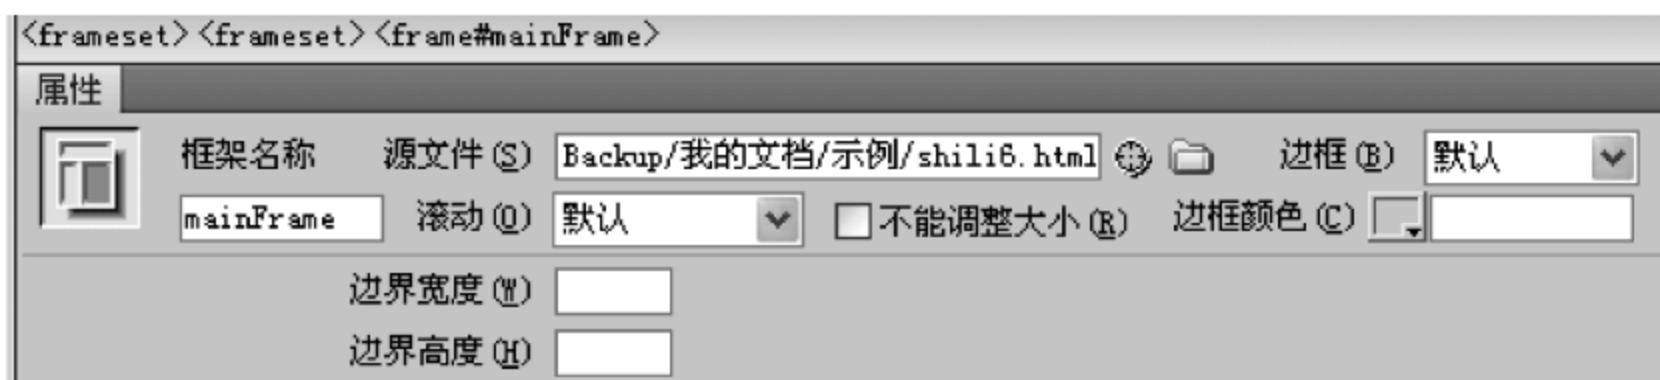 <frameset><frameset><frame#mainFrame>
属性
框架名称 源文件(S) Backup/我的文档/示例/shili6.html 边框(B) 默认
mainFrame 滚动(O) 默认 不能调整大小(R) 边框颜色(C)
边界宽度(W)
边界高度(H)